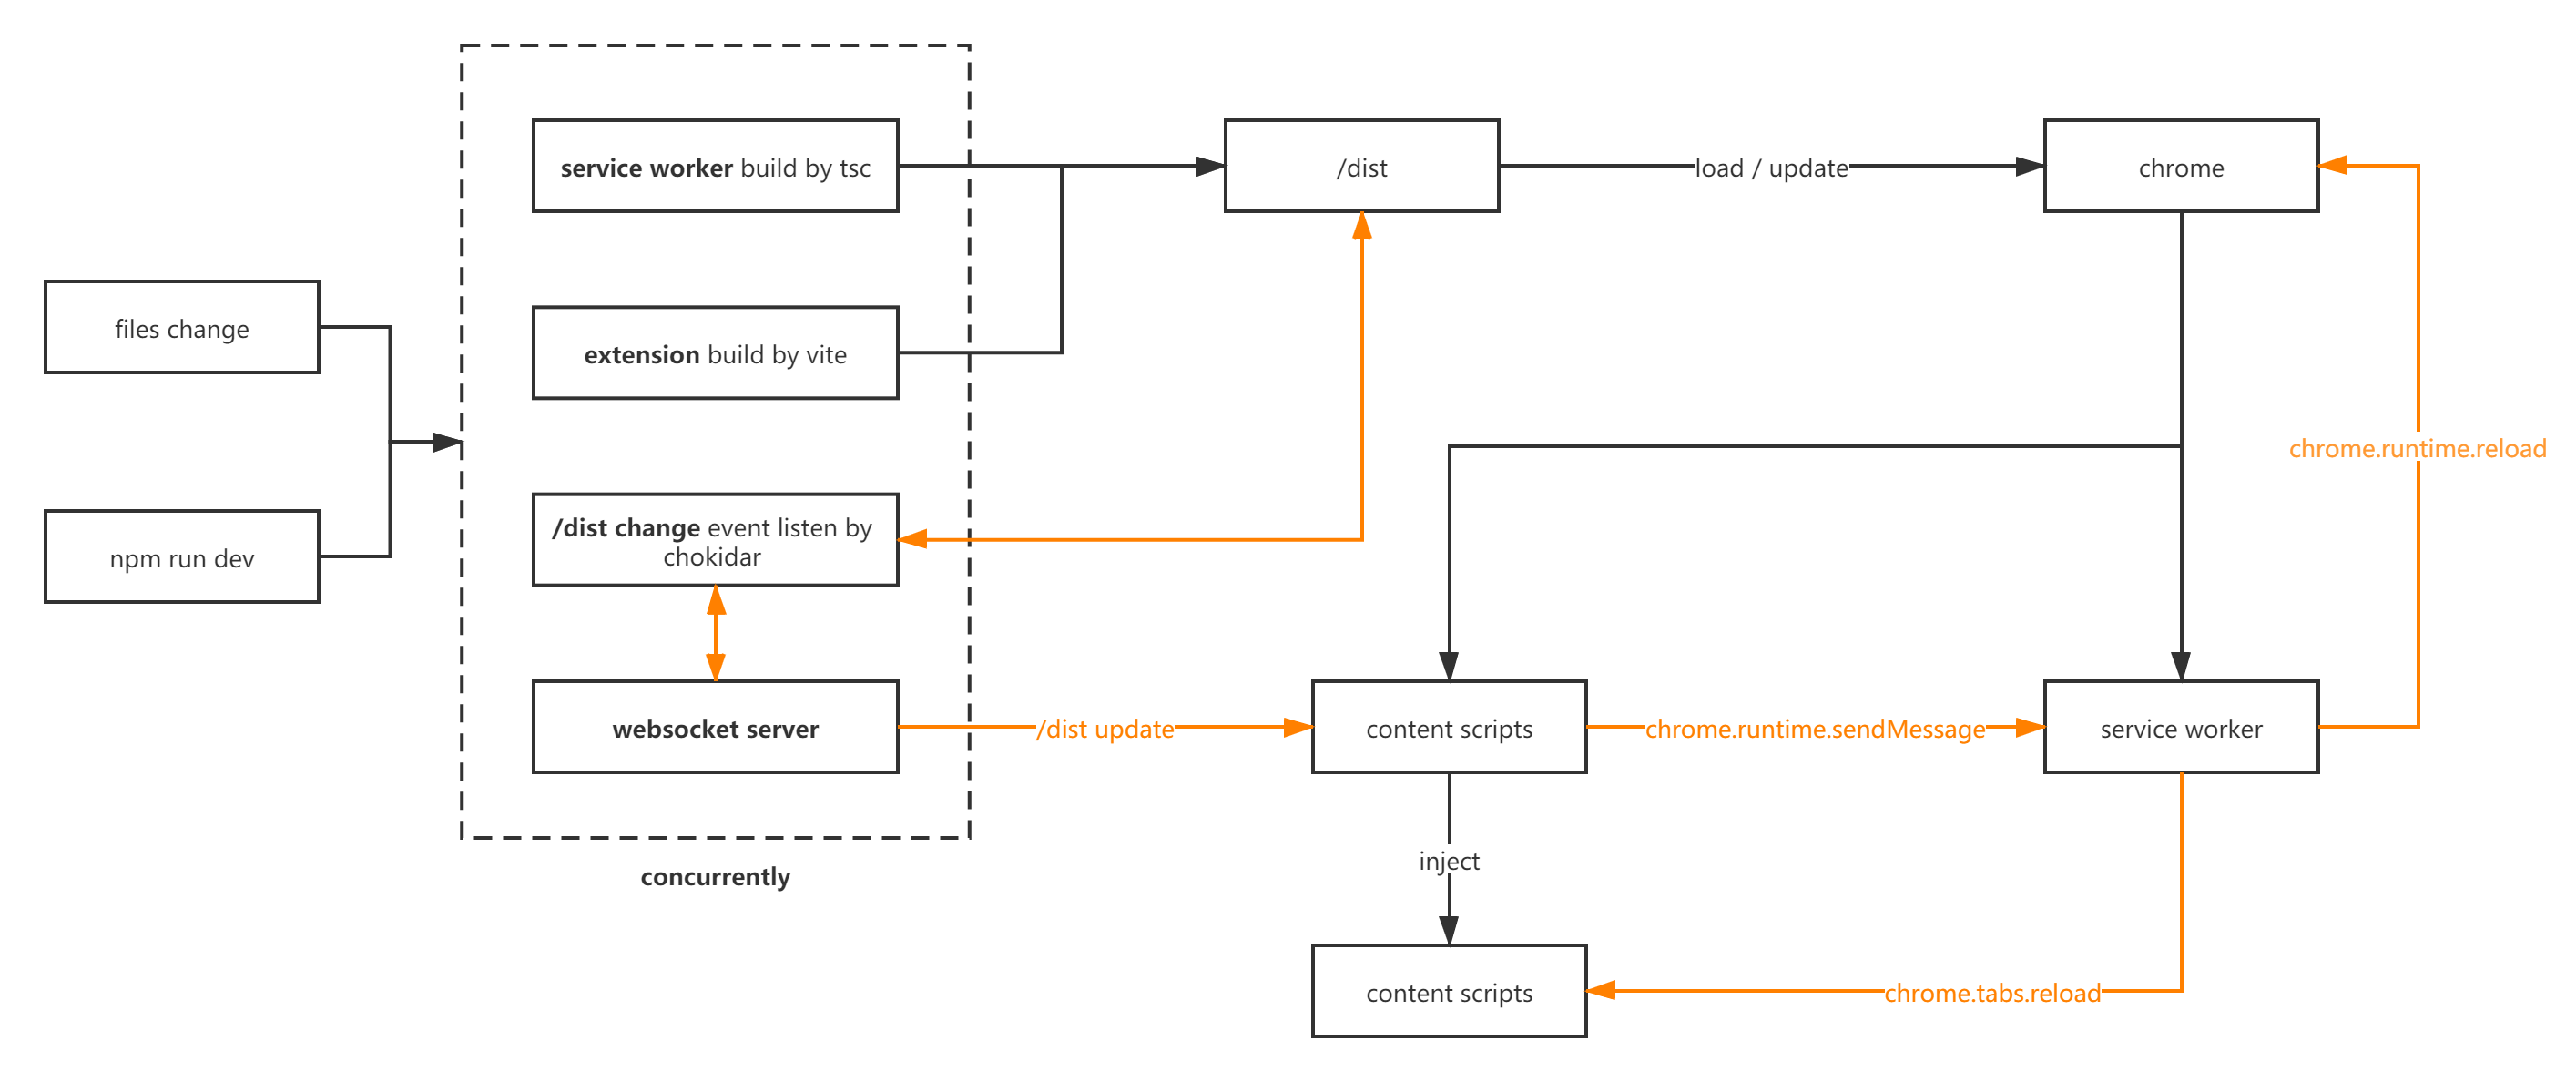 service worker build by tsc
/dist
load / update
chrome
files change
extension build by vite
chrome.runtime.reload
npm run dev
/dist change event listen by
chokidar
websocket server
/dist update
content scripts
chrome.runtime.sendMessage
service worker
inject
concurrently
content scripts
chrome.tabs.reload